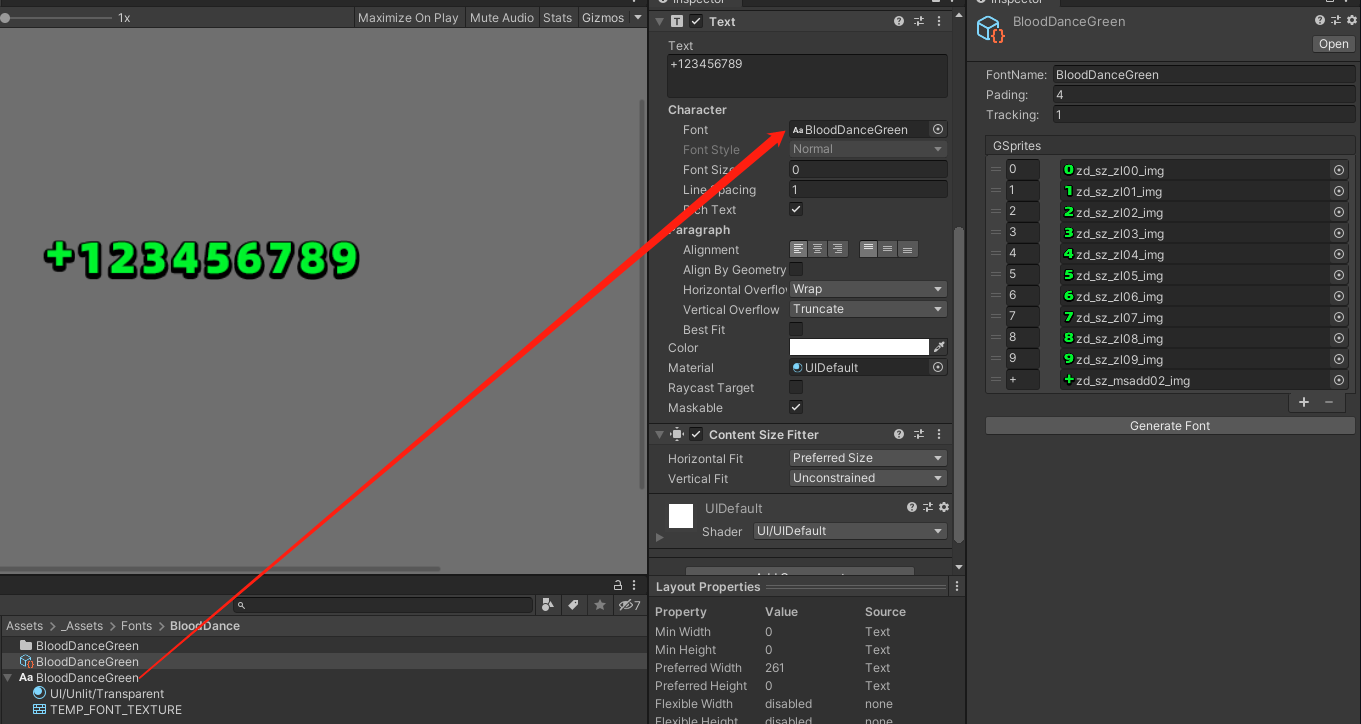 1x
Maximize On Play
Mute Audio
Stats
Gizmos
+123456789
Assets > _Assets > Fonts > BloodDance
7
BloodDanceGreen
BloodDanceGreen
Aa BloodDanceGreen
UI/Unlit/Transparent
TEMP_FONT_TEXTURE
Inspector
Text
Text
+123456789
Character
Font
Aa BloodDanceGreen
Font Style
Normal
Font Size
0
Line Spacing
1
Rich Text
Paragraph
Alignment
Align By Geometry
Horizontal Overflow
Wrap
Vertical Overflow
Truncate
Best Fit
Color
Material
UIDefault
Raycast Target
Maskable
Content Size Fitter
Horizontal Fit
Preferred Size
Vertical Fit
Unconstrained
UIDefault
Shader
UI/UIDefault
Layout Properties
Property Value Source
Min Width 0 Text
Min Height 0 Text
Preferred Width 261 Text
Preferred Height 0 Text
Flexible Width disabled none
Flexible Height disabled none
Inspector
BloodDanceGreen
Open
FontName: BloodDanceGreen
Pading: 4
Tracking: 1
GSprites
0 0 zd_sz_zl00_img
1 1 zd_sz_zl01_img
2 2 zd_sz_zl02_img
3 3 zd_sz_zl03_img
4 4 zd_sz_zl04_img
5 5 zd_sz_zl05_img
6 6 zd_sz_zl06_img
7 7 zd_sz_zl07_img
8 8 zd_sz_zl08_img
9 9 zd_sz_zl09_img
+ + zd_sz_msadd02_img
+ −
Generate Font